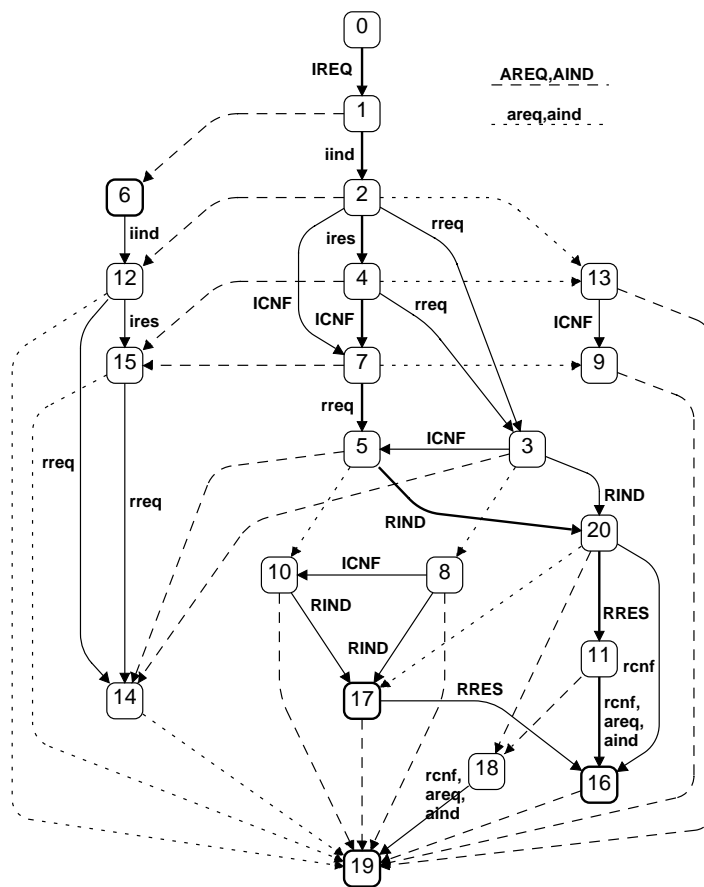 0
IREQ
AREQ,AIND
1
areq,aind
iind
6
2
iind
ires
rreq
12
4
13
ires
ICNF
ICNF
rreq
ICNF
15
7
9
rreq
5
ICNF
3
rreq
rreq
RIND
RIND
20
10
ICNF
8
RIND
RIND
RRES
11
rcnf
14
17
RRES
rcnf,
areq,
aind
18
16
rcnf,
areq,
aind
19